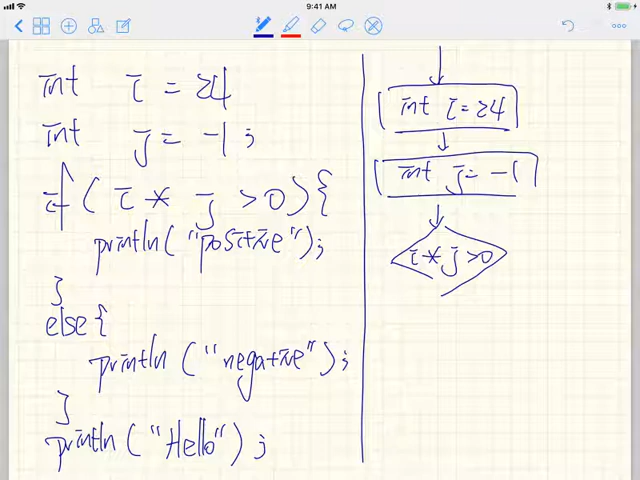 9:41 AM
int i = 24
int j = -1;
if ( i * j >0){
println("positive");
}
else{
println ("negative");
}
println ("Hello");
int i=24
int j= -1
i * j >0